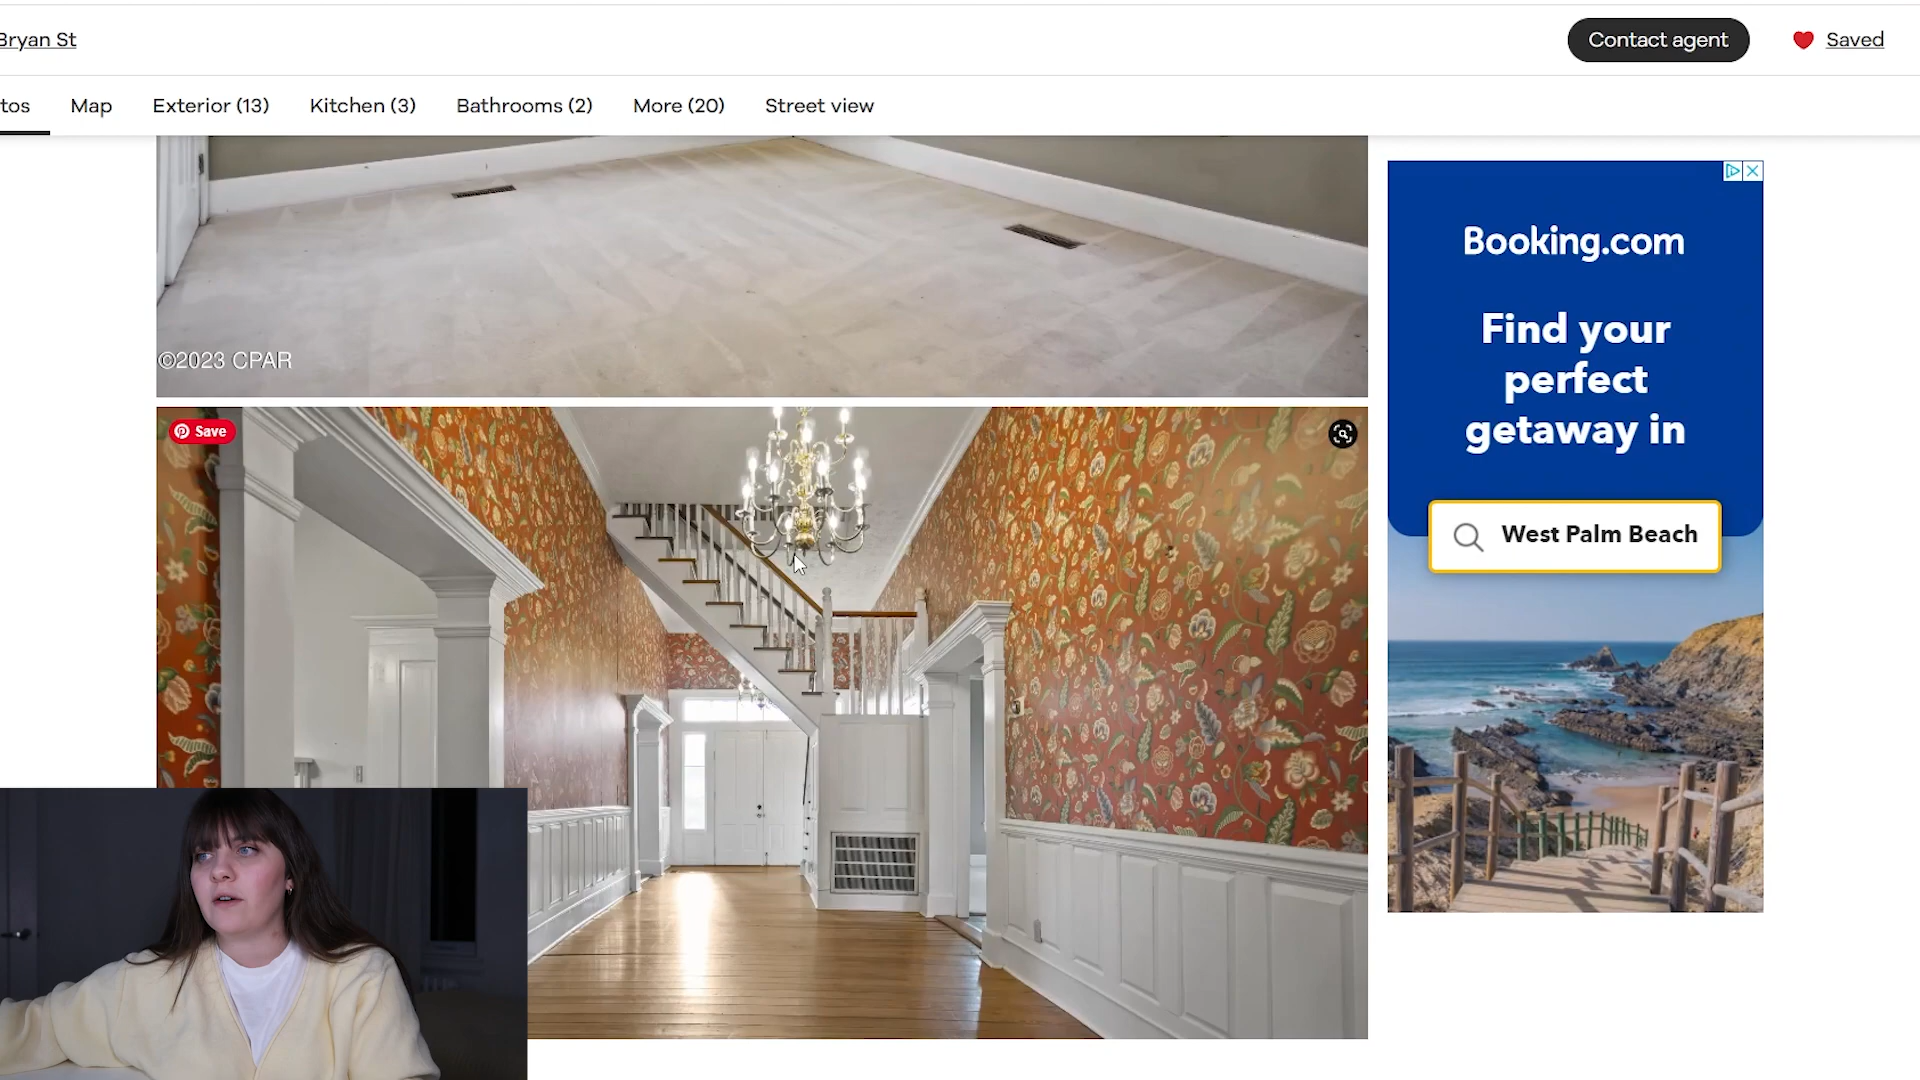 Bryan St
Contact agent
Saved
tos
Map
Exterior (13)
Kitchen (3)
Bathrooms (2)
More (20)
Street view
©2023 CPAR
Save
Booking.com
Find your
perfect
getaway in
West Palm Beach